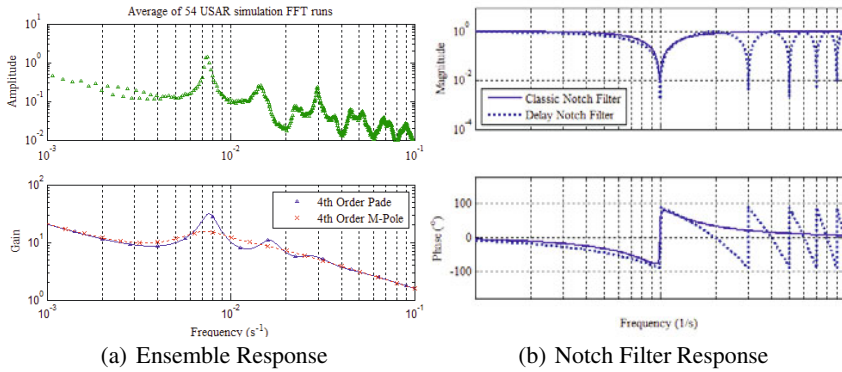 Average of 54 USAR simulation FFT runs
Amplitude
10^1
10^0
10^-1
10^-2
10^-3
10^-2
10^-1
Gain
10^2
10^1
10^0
4th Order Pade
4th Order M-Pole
10^-3
10^-2
10^-1
Frequency (s^-1)
(a) Ensemble Response
Magnitude
10^0
10^-2
10^-4
Classic Notch Filter
Delay Notch Filter
Phase (°)
100
0
-100
Frequency (1/s)
(b) Notch Filter Response